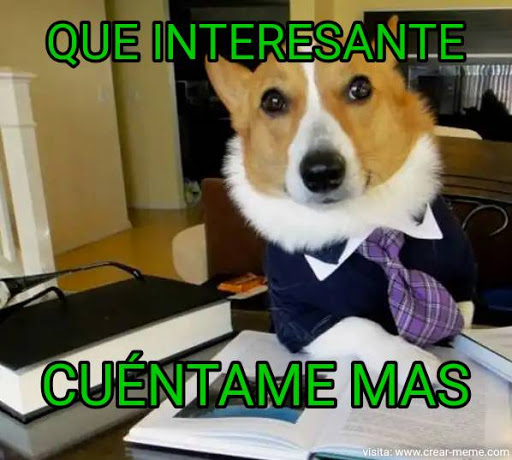 QUE INTERESANTE
CUÉNTAME MAS
visita: www.crear-meme.com